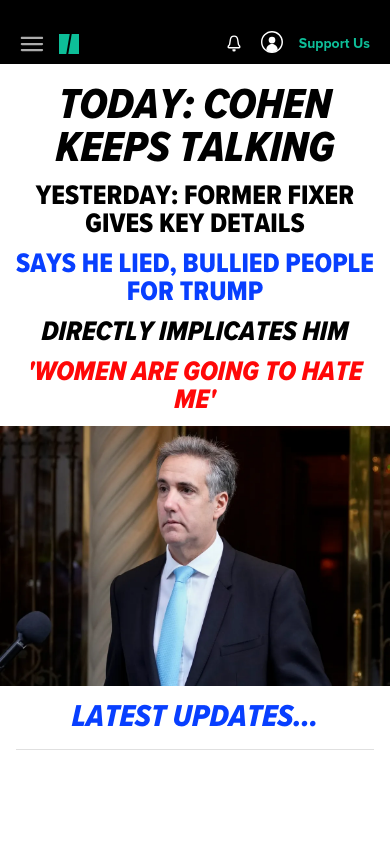 Support Us
TODAY: COHEN
KEEPS TALKING
YESTERDAY: FORMER FIXER
GIVES KEY DETAILS
SAYS HE LIED, BULLIED PEOPLE
FOR TRUMP
DIRECTLY IMPLICATES HIM
'WOMEN ARE GOING TO HATE
ME'
LATEST UPDATES...